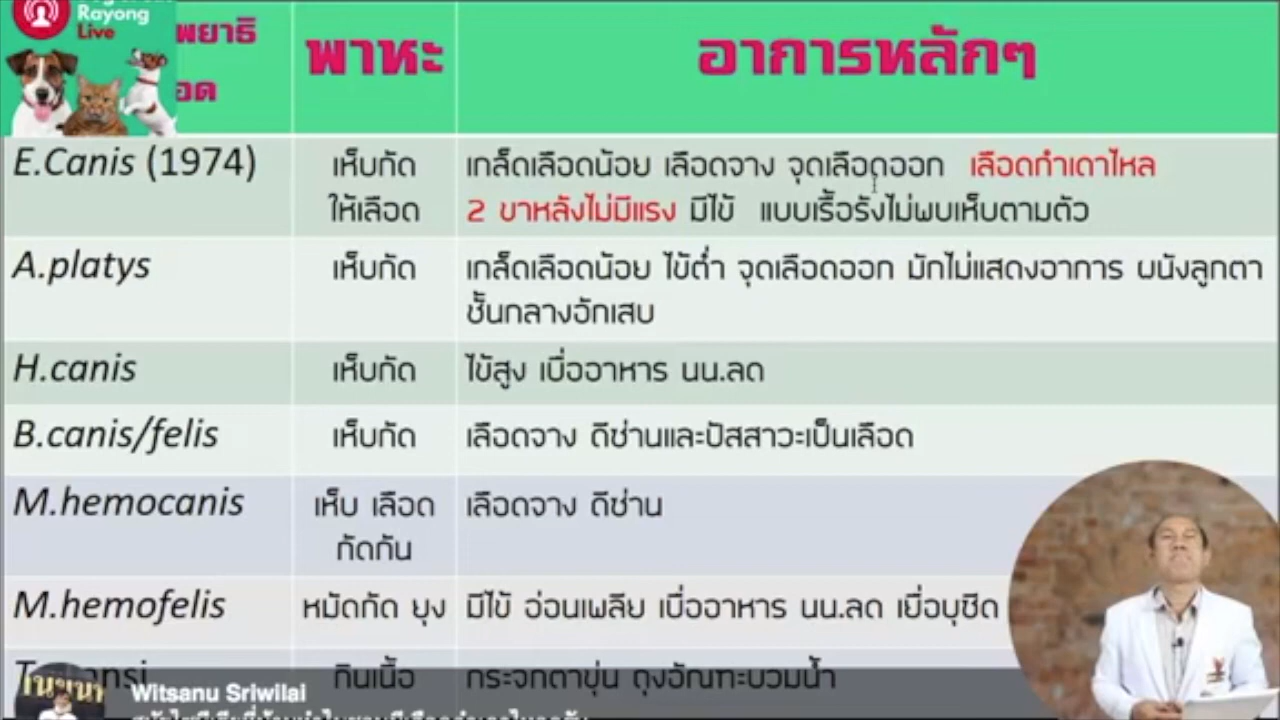 Rayong
Live
พยาธิ
อด
พาหะ
อาการหลักๆ
E.Canis (1974)
เห็บกัด
ให้เลือด
เกล็ดเลือดน้อย เลือดจาง จุดเลือดออก เลือดกำเดาไหล
2 ขาหลังไม่มีแรง มีไข้ แบบเรื้อรังไม่พบเห็บตามตัว
A.platys
เห็บกัด
เกล็ดเลือดน้อย ไข้ต่ำ จุดเลือดออก มักไม่แสดงอาการ ผนังลูกตา
ชั้นกลางอักเสบ
H.canis
เห็บกัด
ไข้สูง เบื่ออาหาร นน.ลด
B.canis/felis
เห็บกัด
เลือดจาง ดีซ่านและปัสสาวะเป็นเลือด
M.hemocanis
เห็บ เลือด
กัดกัน
เลือดจาง ดีซ่าน
M.hemofelis
หมัดกัด ยุง
มีไข้ อ่อนเพลีย เบื่ออาหาร นน.ลด เยื่อบุซีด
กินเนื้อ
กระจกตาขุ่น ถุงอัณฑะบวมน้ำ
Witsanu Sriwilai